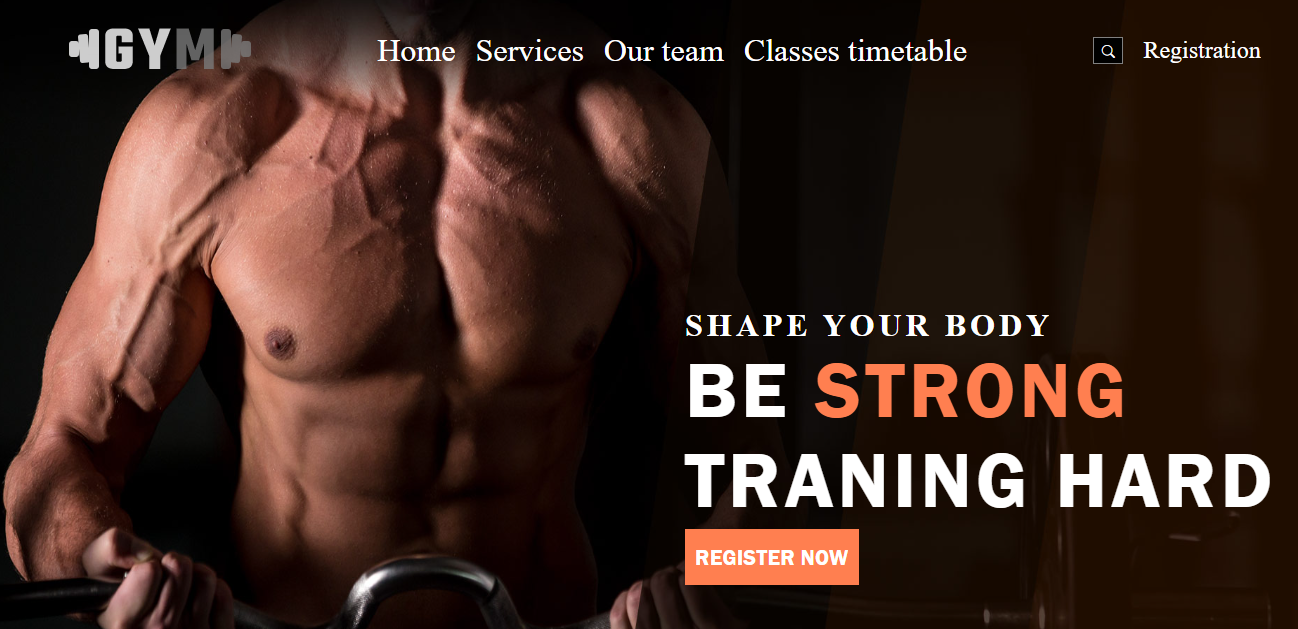 GYM
Home Services Our team Classes timetable
Registration
SHAPE YOUR BODY
BE STRONG
TRANING HARD
REGISTER NOW